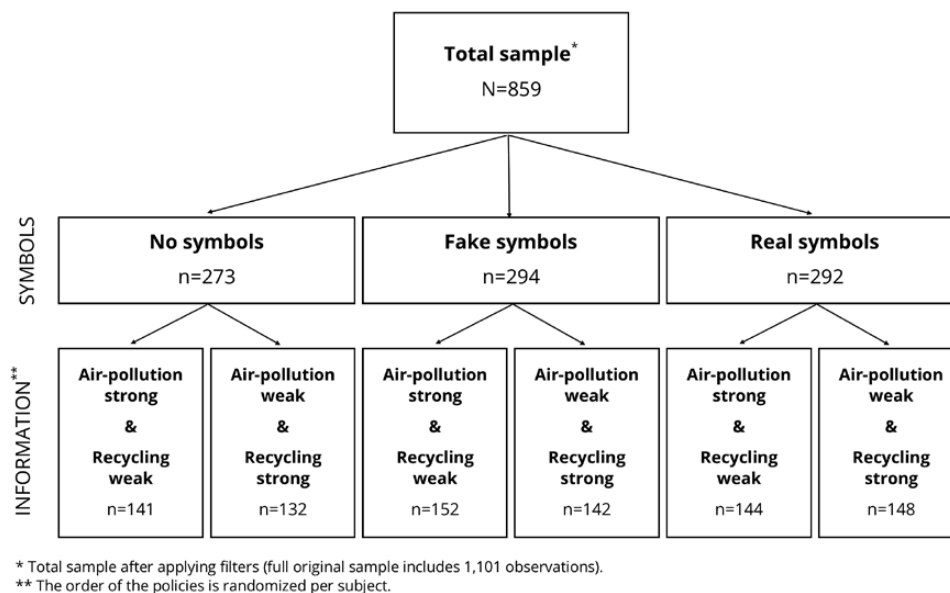 Total sample*
N=859
SYMBOLS
No symbols
n=273
Fake symbols
n=294
Real symbols
n=292
INFORMATION**
Air-pollution
strong
&
Recycling
weak
n=141
Air-pollution
weak
&
Recycling
strong
n=132
Air-pollution
strong
&
Recycling
weak
n=152
Air-pollution
weak
&
Recycling
strong
n=142
Air-pollution
strong
&
Recycling
weak
n=144
Air-pollution
weak
&
Recycling
strong
n=148
* Total sample after applying filters (full original sample includes 1,101 observations).
** The order of the policies is randomized per subject.